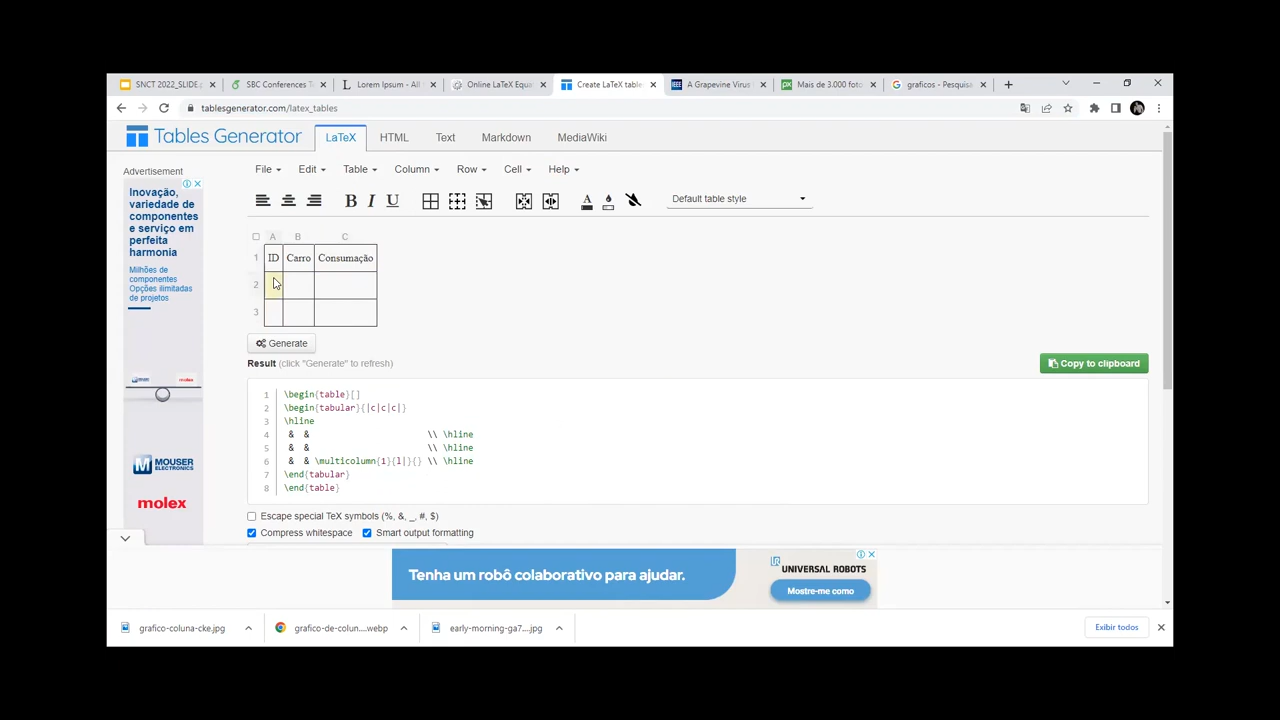 SNCT 2022_SLIDE.
SBC Conferences T
Lorem Ipsum - All
Online LaTeX Equa
Create LaTeX table
A Grapevine Virus
Mais de 3.000 foto
graficos - Pesquisa
tablesgenerator.com/latex_tables
Tables Generator
LaTeX
HTML
Text
Markdown
MediaWiki
Advertisement
File
Edit
Table
Column
Row
Cell
Help
Inovação,
variedade de
componentes
e serviço em
perfeita
harmonia
Milhões de
componentes
Opções ilimitadas
de projetos
B I U
A
Default table style
A B C
1 ID Carro Consumação
2
3
Generate
Result (click "Generate" to refresh)
Copy to clipboard
1 \begin{table}[]
2 \begin{tabular}{|c|c|c|}
3 \hline
4 & & \\ \hline
5 & & \\ \hline
6 & & \multicolumn{1}{l|}{} \\ \hline
7 \end{tabular}
8 \end{table}
MOUSER
ELECTRONICS
molex
Escape special TeX symbols (%, &, _, #, $)
Compress whitespace
Smart output formatting
Tenha um robô colaborativo para ajudar.
UNIVERSAL ROBOTS
Mostre-me como
grafico-coluna-cke.jpg
grafico-de-colun....webp
early-morning-ga7....jpg
Exibir todos